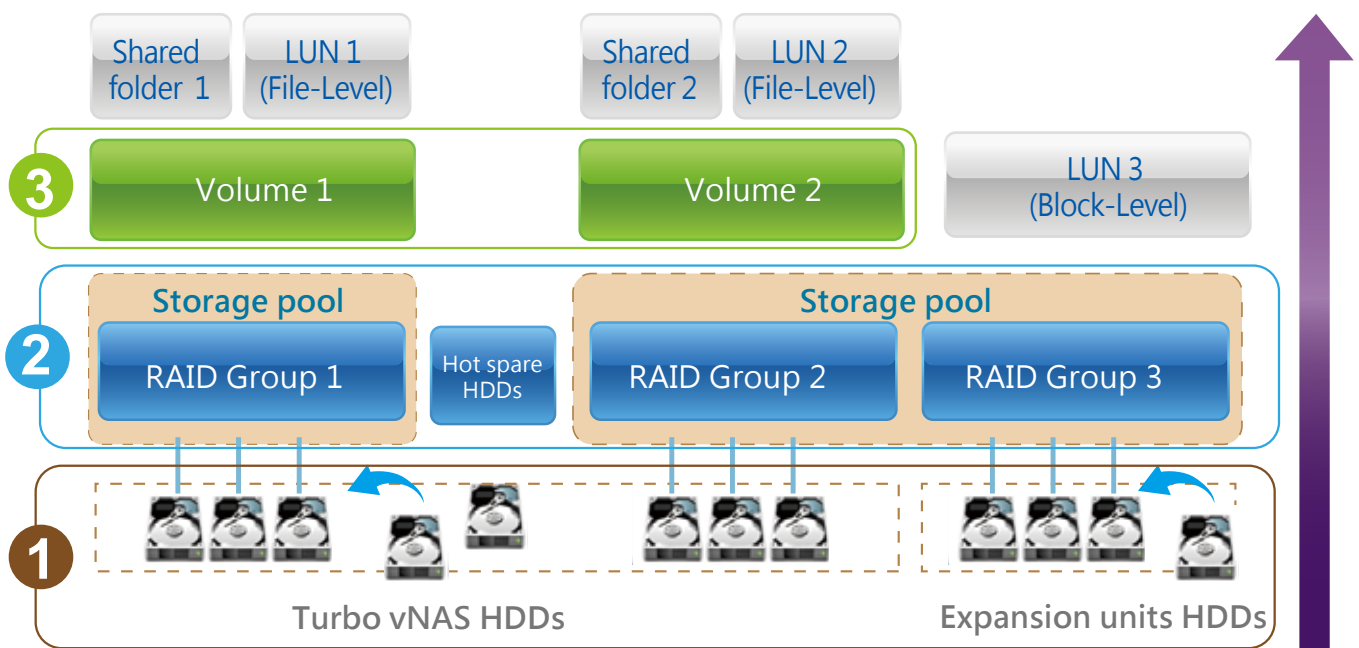 Shared
folder 1
LUN 1
(File-Level)
Shared
folder 2
LUN 2
(File-Level)
3
Volume 1
Volume 2
LUN 3
(Block-Level)
2
Storage pool
RAID Group 1
Hot spare
HDDs
Storage pool
RAID Group 2
RAID Group 3
1
Turbo vNAS HDDs
Expansion units HDDs